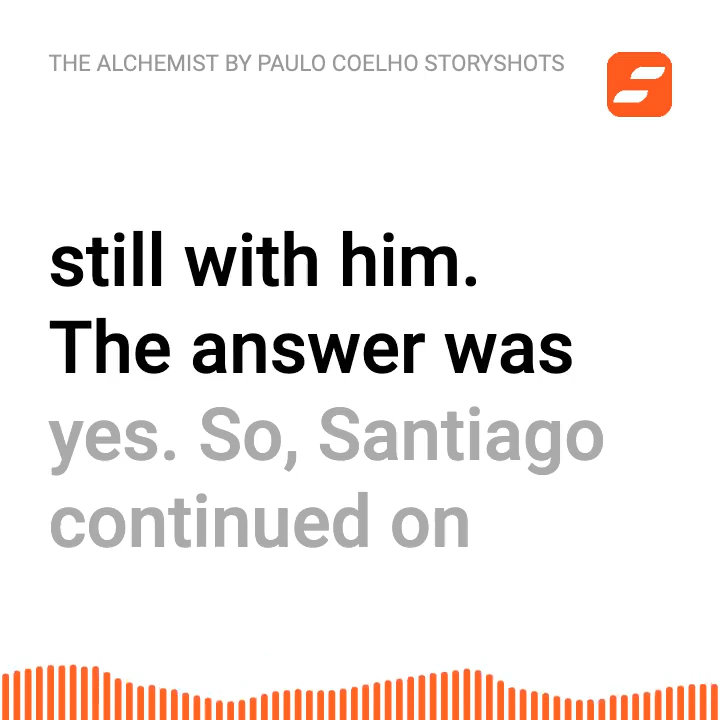 THE ALCHEMIST BY PAULO COELHO STORYSHOTS
still with him.
The answer was
yes. So, Santiago
continued on